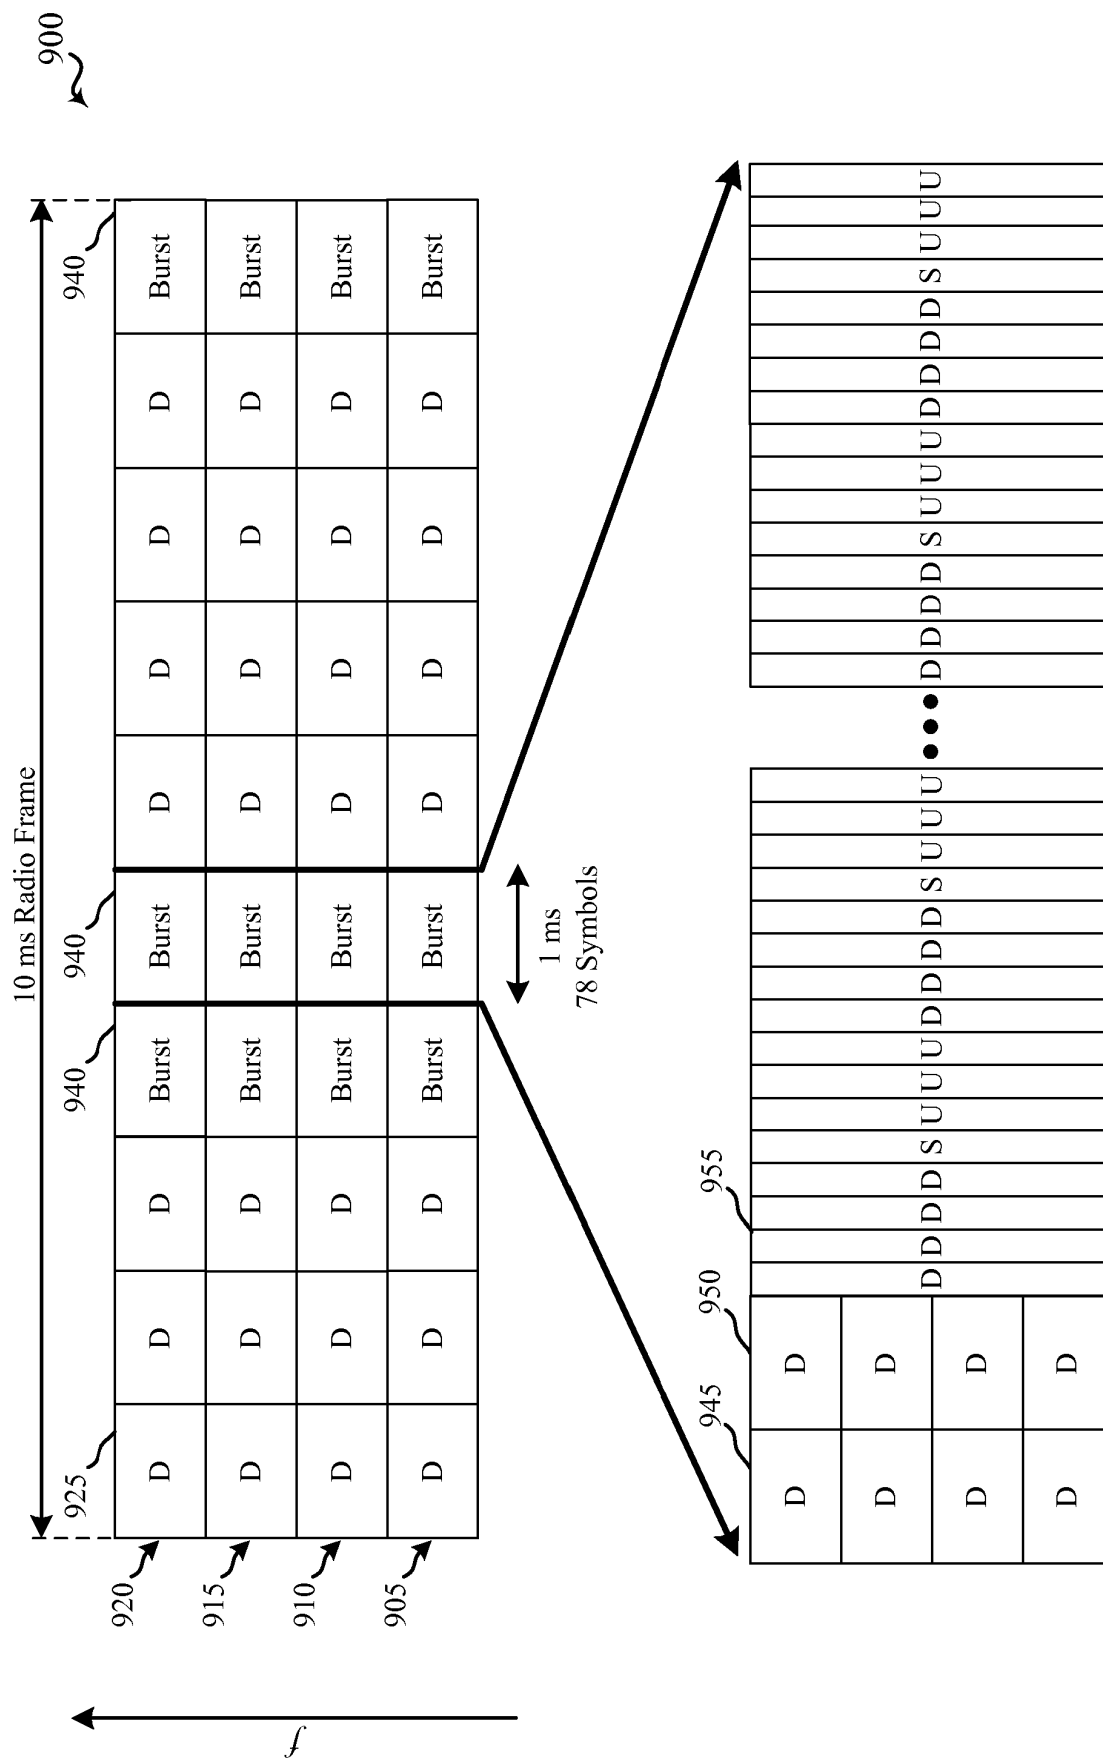 10 ms Radio Frame
900
925 940 940 940
920 D D D Burst Burst D D D D Burst
915 D D D Burst Burst D D D D Burst
910 D D D Burst Burst D D D D Burst
905 D D D Burst Burst D D D D Burst
f
1 ms
78 Symbols
945 950 955
D D
D D
D D D D S U U U D D D D S U U U ••• D D D D S U U U D D D D S U U U
D D
D D